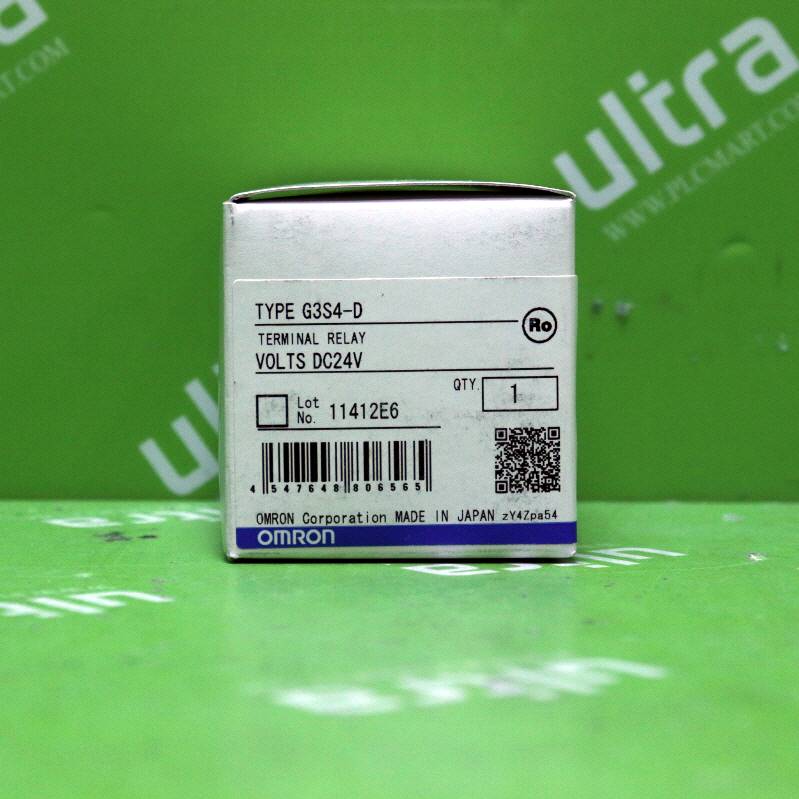 ultra
WWW.PLCMART.COM
TYPE G3S4-D
Ro
TERMINAL RELAY
VOLTS DC24V
QTY. 1
Lot No. 11412E6
4 547648 806565
OMRON Corporation MADE IN JAPAN zY4Zpa54
OMRON